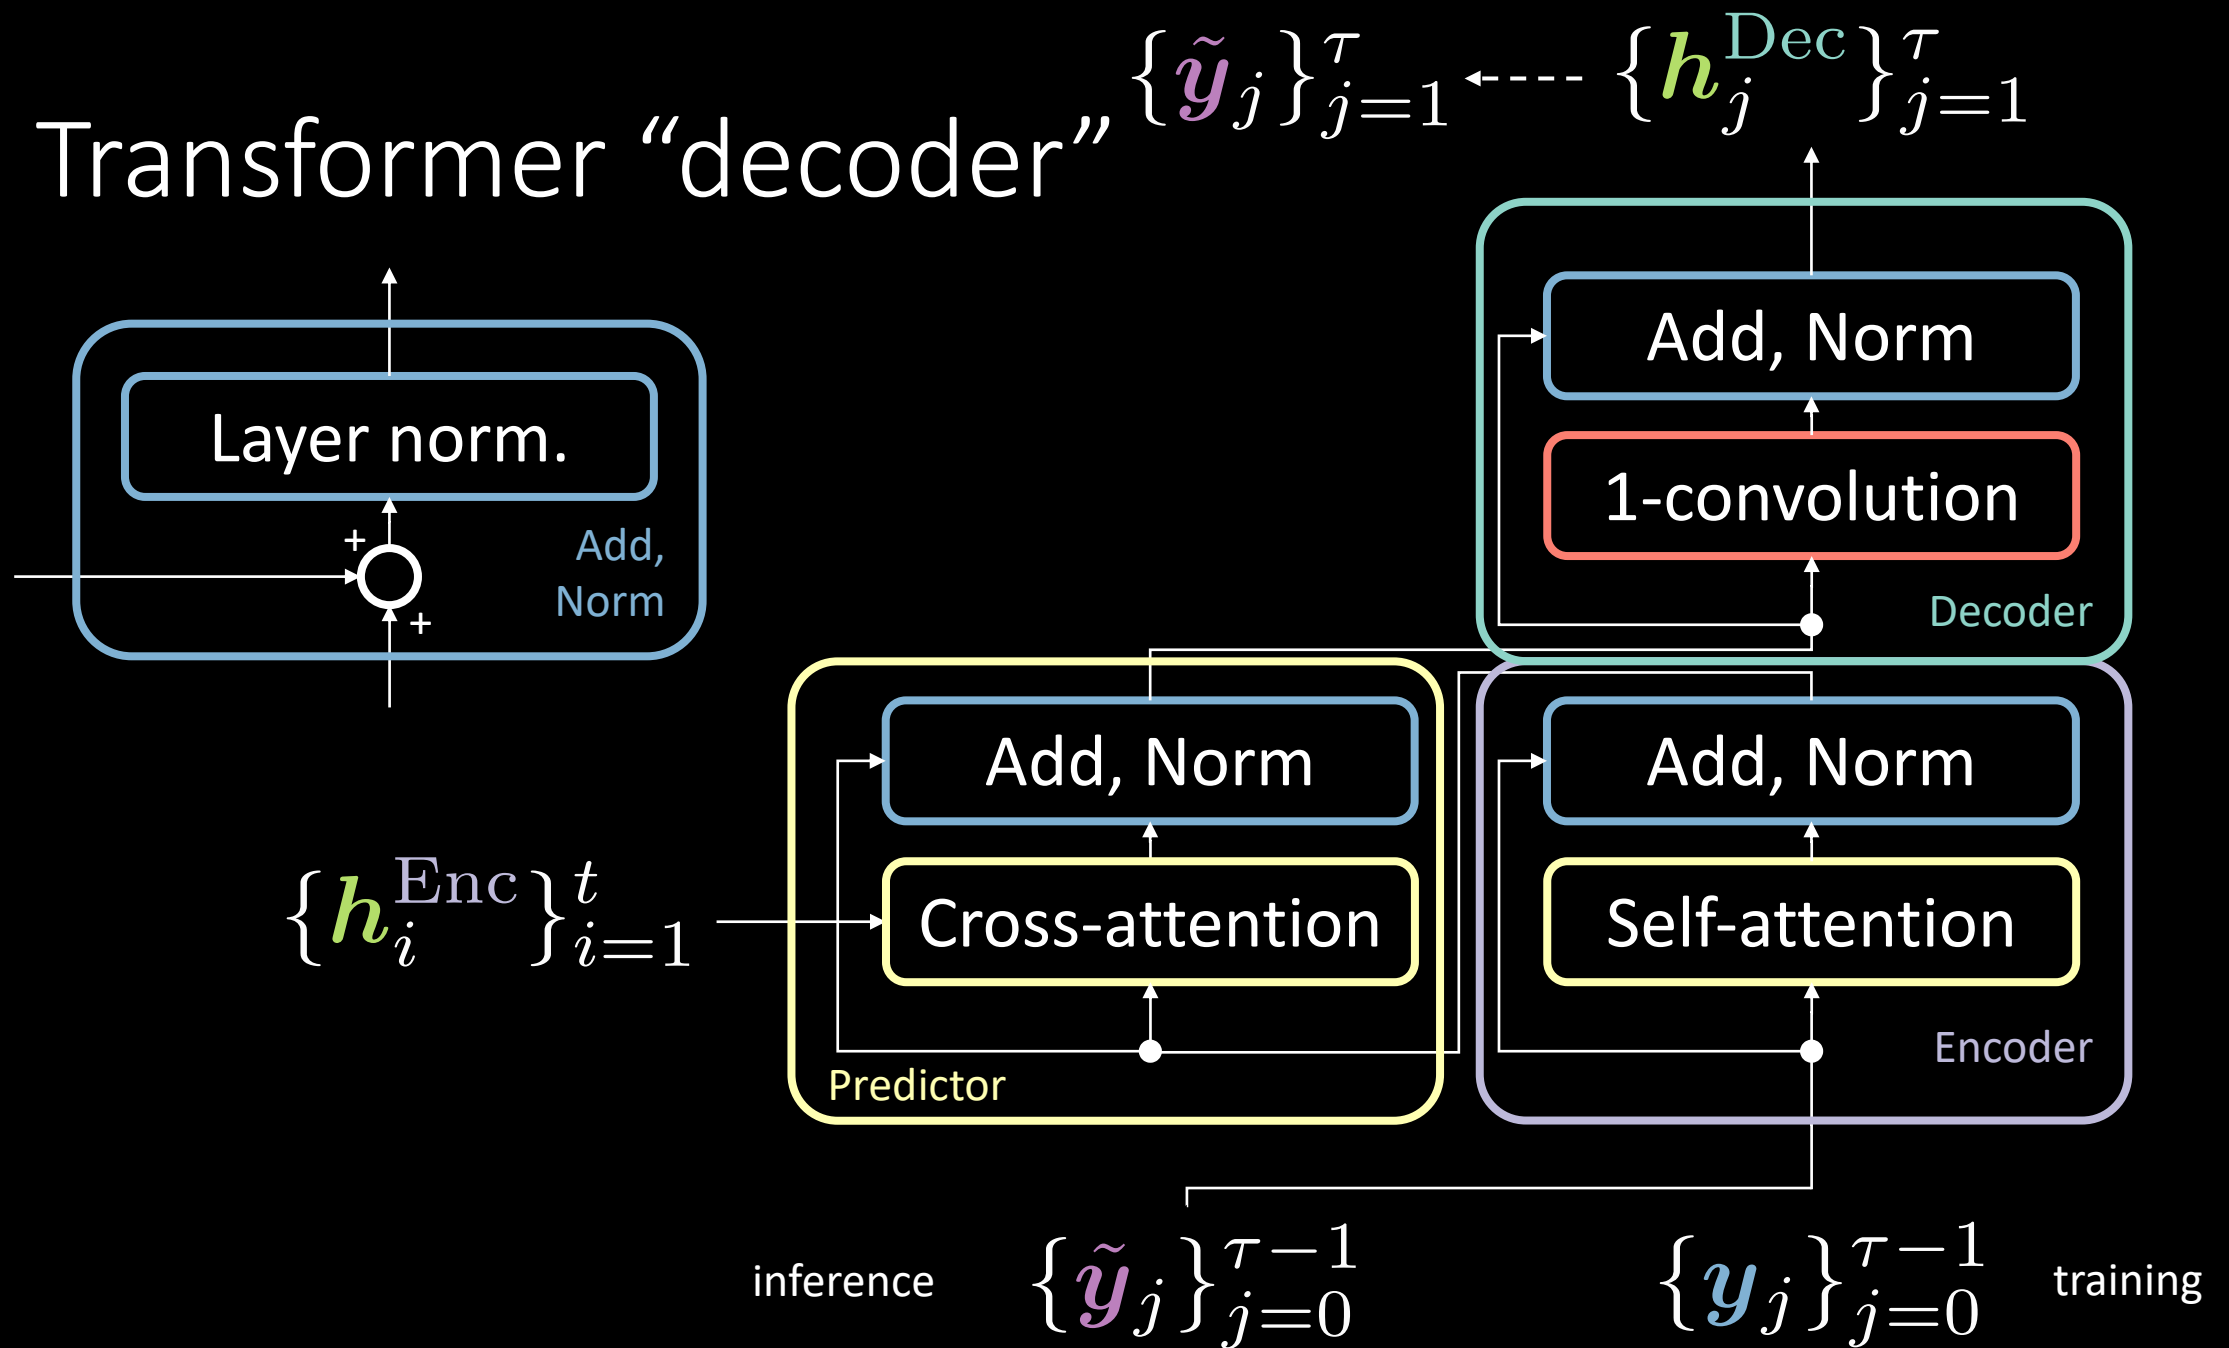 {ỹ_j}_{j=1}^τ {h_j^Dec}_{j=1}^τ
Transformer “decoder”
Layer norm.
+
+
Add,
Norm
Add, Norm
1-convolution
Decoder
Add, Norm
Cross-attention
Predictor
{h_i^Enc}_{i=1}^t
Add, Norm
Self-attention
Encoder
inference {ỹ_j}_{j=0}^{τ−1}
{y_j}_{j=0}^{τ−1} training